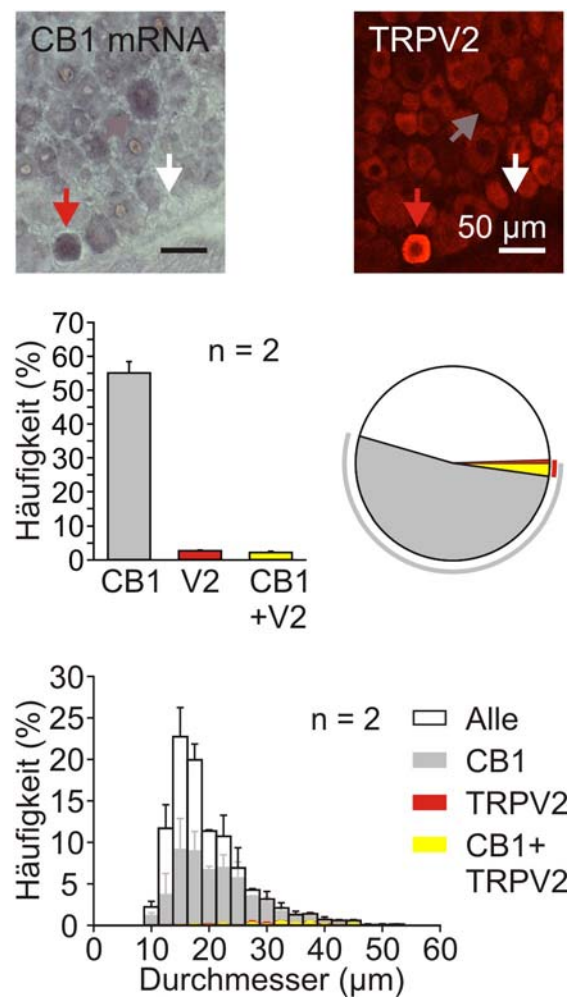 CB1 mRNA
TRPV2
50 µm
Häufigkeit (%)
70
60
50
40
30
20
10
0
n = 2
CB1
V2
CB1
+V2
Häufigkeit (%)
30
25
20
15
10
5
0
n = 2
Alle
CB1
TRPV2
CB1+
TRPV2
0
10
20
30
40
50
60
Durchmesser (µm)